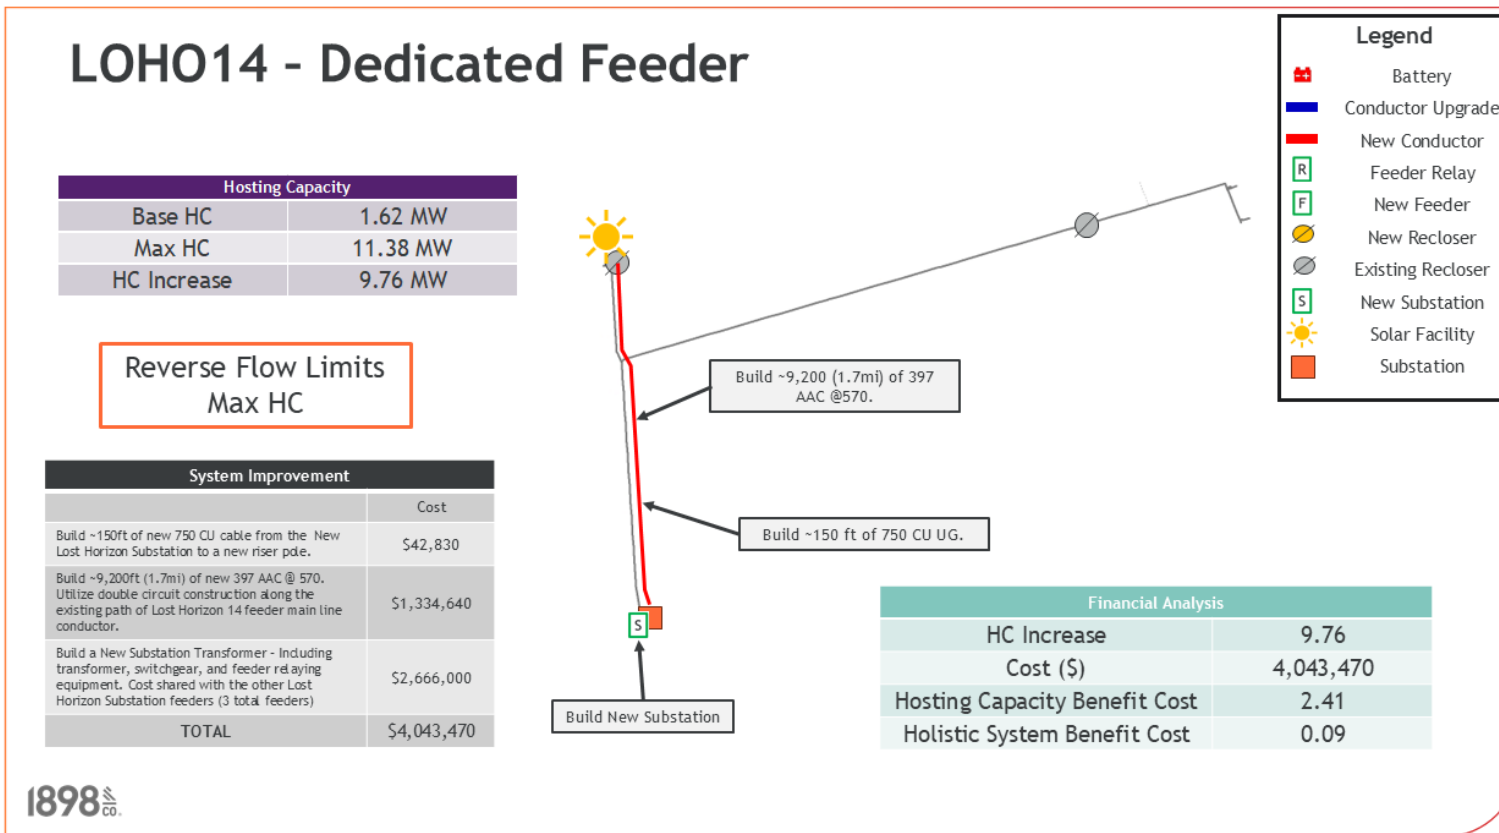 LOHO14 - Dedicated Feeder
Legend
Battery
Conductor Upgrade
New Conductor
R Feeder Relay
F New Feeder
New Recloser
Existing Recloser
S New Substation
Solar Facility
Substation
Hosting Capacity
Base HC 1.62 MW
Max HC 11.38 MW
HC Increase 9.76 MW
Reverse Flow Limits
Max HC
Build ~9,200 (1.7mi) of 397
AAC @570.
Build ~150 ft of 750 CU UG.
S
Build New Substation
System Improvement
Cost
Build ~150ft of new 750 CU cable from the New
Lost Horizon Substation to a new riser pole.
$42,830
Build ~9,200ft (1.7mi) of new 397 AAC @ 570.
Utilize double circuit construction along the
existing path of Lost Horizon 14 feeder main line
conductor.
$1,334,640
Build a New Substation Transformer - Including
transformer, switchgear, and feeder relaying
equipment. Cost shared with the other Lost
Horizon Substation feeders (3 total feeders)
$2,666,000
TOTAL $4,043,470
Financial Analysis
HC Increase 9.76
Cost ($) 4,043,470
Hosting Capacity Benefit Cost 2.41
Holistic System Benefit Cost 0.09
1898 CO.